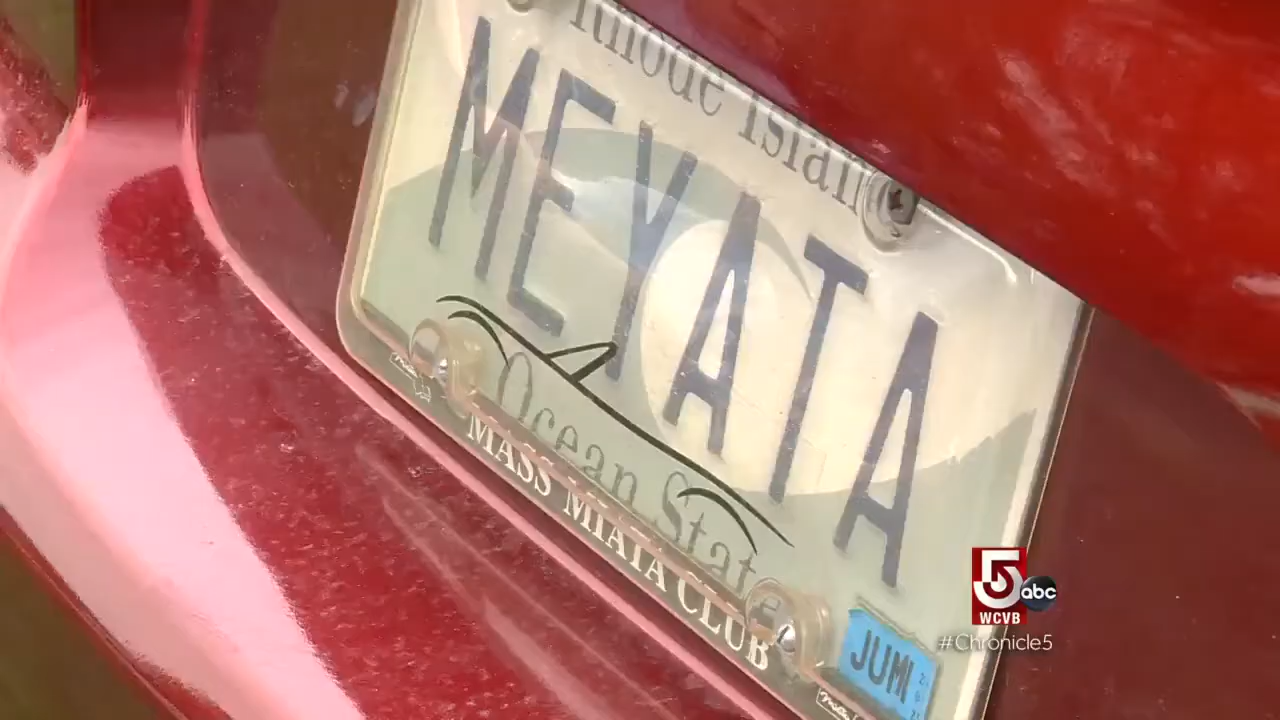 Rhode Island
MEYATA
Ocean State
MASS MIATA CLUB
JUN
5
abc
WCVB
#Chronicle5